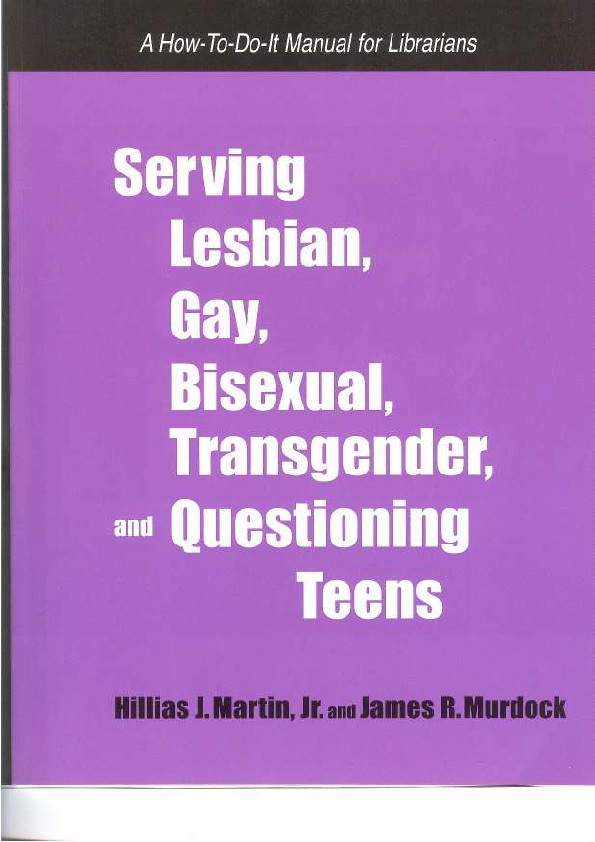 A How-To-Do-It Manual for Librarians
Serving
Lesbian,
Gay,
Bisexual,
Transgender,
and Questioning
Teens
Hillias J. Martin, Jr. and James R. Murdock